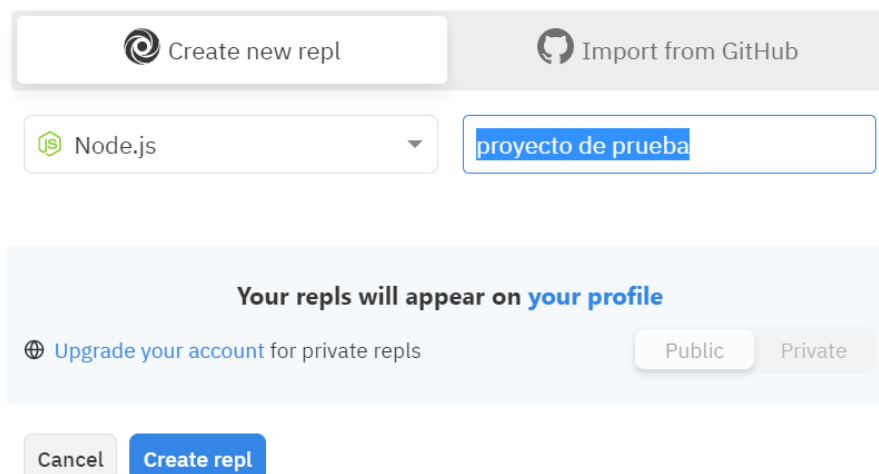 Create new repl
Import from GitHub
Node.js
proyecto de prueba
Your repls will appear on your profile
Upgrade your account for private repls
Public
Private
Cancel
Create repl